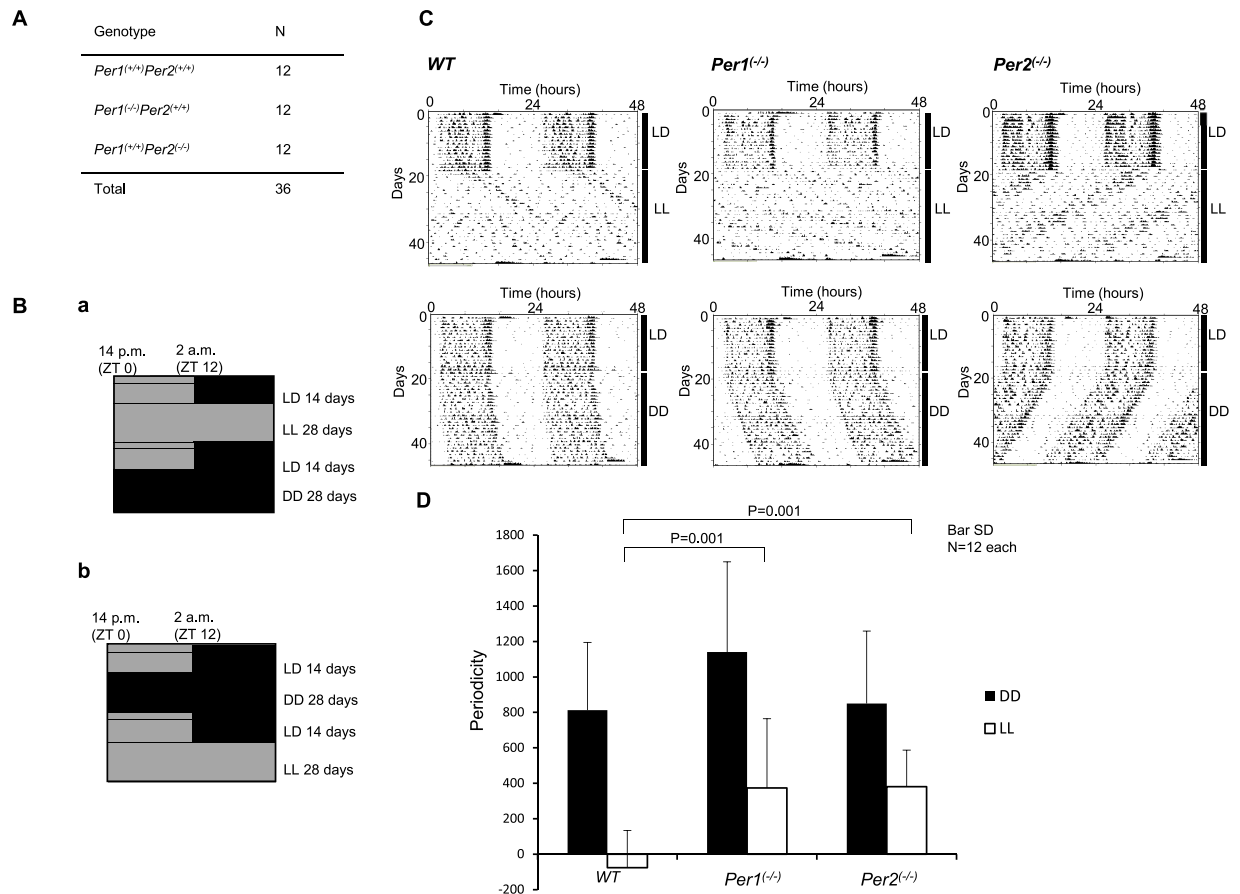 A
Genotype N
Per1(+/+)Per2(+/+) 12
Per1(-/-)Per2(+/+) 12
Per1(+/+)Per2(-/-) 12
Total 36
B
a
14 p.m. 2 a.m.
(ZT 0) (ZT 12)
LD 14 days
LL 28 days
LD 14 days
DD 28 days
b
14 p.m. 2 a.m.
(ZT 0) (ZT 12)
LD 14 days
DD 28 days
LD 14 days
LL 28 days
C
WT
Time (hours)
0 24 48
0
20
40
Days
LD
LL
Per1(-/-)
Time (hours)
0 24 48
0
20
40
Days
LD
LL
Per2(-/-)
Time (hours)
0 24 48
0
20
40
Days
LD
LL
Time (hours)
0 24 48
0
20
40
Days
LD
DD
Time (hours)
0 24 48
0
20
40
Days
LD
DD
Time (hours)
0 24 48
0
20
40
Days
LD
DD
D
P=0.001
P=0.001
Bar SD
N=12 each
Periodicity
1800
1600
1400
1200
1000
800
600
400
200
0
-200
WT Per1(-/-) Per2(-/-)
DD
LL